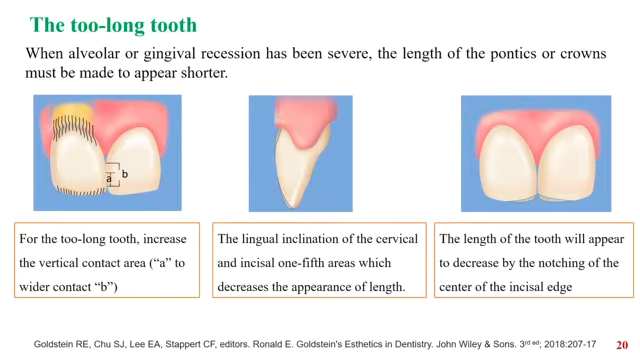 The too-long tooth
When alveolar or gingival recession has been severe, the length of the pontics or crowns
must be made to appear shorter.
a
b
For the too-long tooth, increase
the vertical contact area (“a” to
wider contact “b”)
The lingual inclination of the cervical
and incisal one-fifth areas which
decreases the appearance of length.
The length of the tooth will appear
to decrease by the notching of the
center of the incisal edge
Goldstein RE, Chu SJ, Lee EA, Stappert CF, editors. Ronald E. Goldstein's Esthetics in Dentistry. John Wiley & Sons. 3rd ed; 2018:207-17
20